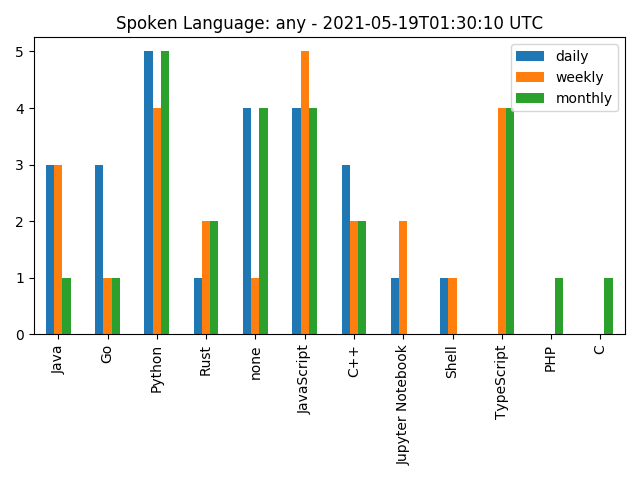 Spoken Language: any - 2021-05-19T01:30:10 UTC
daily
weekly
monthly
5
4
3
2
1
0
Java
Go
Python
Rust
none
JavaScript
C++
Jupyter Notebook
Shell
TypeScript
PHP
C